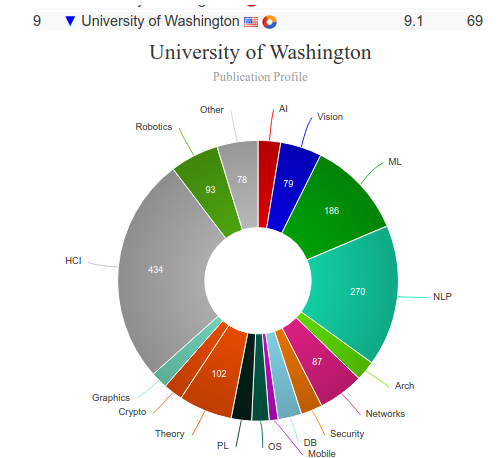 9 ▼ University of Washington 9.1 69
University of Washington
Publication Profile
AI
Vision
ML
NLP
Arch
Networks
Security
DB
Mobile
OS
PL
Theory
Crypto
Graphics
HCI
Robotics
Other
79
186
270
87
102
434
93
78